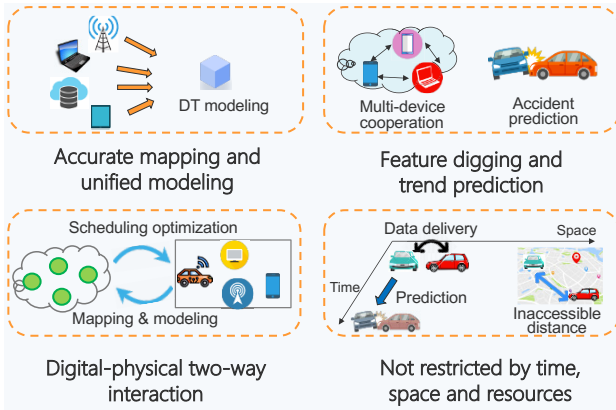 DT modeling
Accurate mapping and
unified modeling
Multi-device
cooperation
Accident
prediction
Feature digging and
trend prediction
Scheduling optimization
Mapping & modeling
Digital-physical two-way
interaction
Data delivery
Space
Time
Prediction
Inaccessible
distance
Not restricted by time,
space and resources